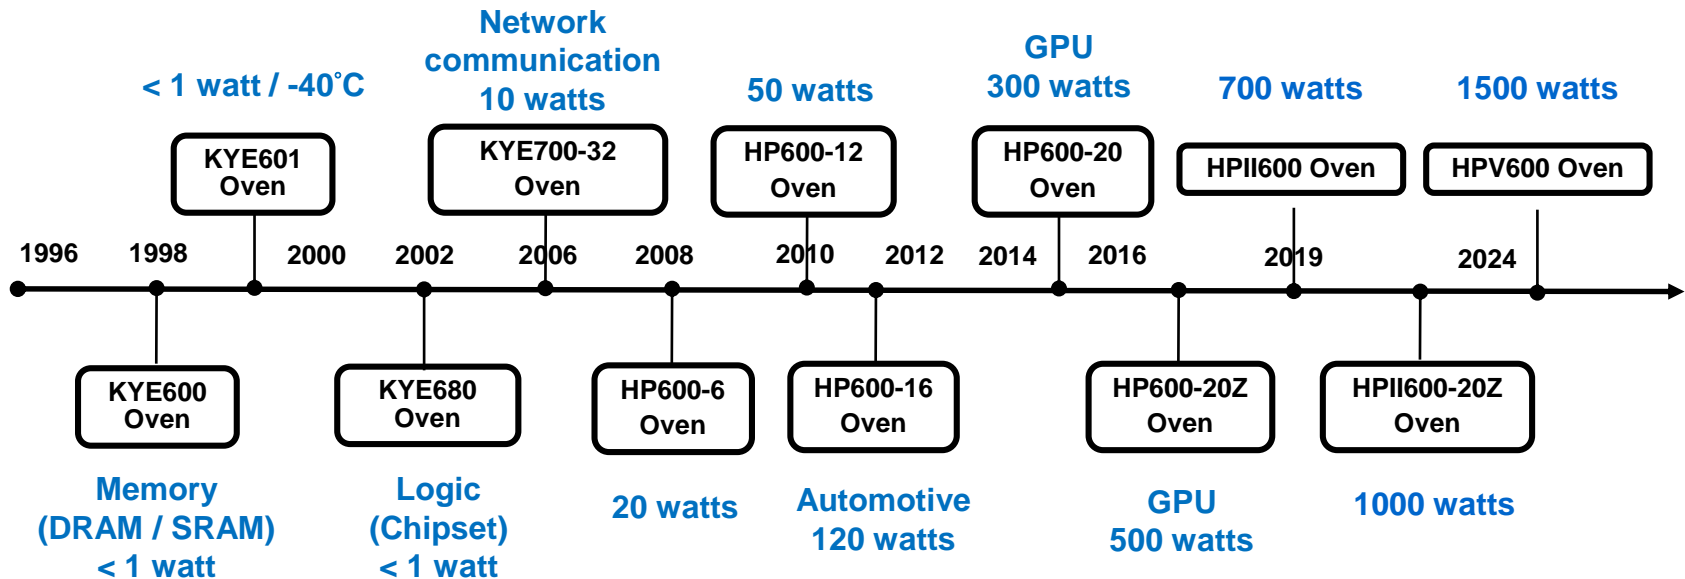 Network
communication
10 watts
GPU
300 watts
< 1 watt / -40°C
50 watts
700 watts
1500 watts
KYE601
Oven
KYE700-32
Oven
HP600-12
Oven
HP600-20
Oven
HPII600 Oven
HPV600 Oven
1996
1998
2000
2002
2006
2008
2010
2012
2014
2016
2019
2024
KYE600
Oven
KYE680
Oven
HP600-6
Oven
HP600-16
Oven
HP600-20Z
Oven
HPII600-20Z
Oven
Memory
(DRAM / SRAM)
< 1 watt
Logic
(Chipset)
< 1 watt
20 watts
Automotive
120 watts
GPU
500 watts
1000 watts